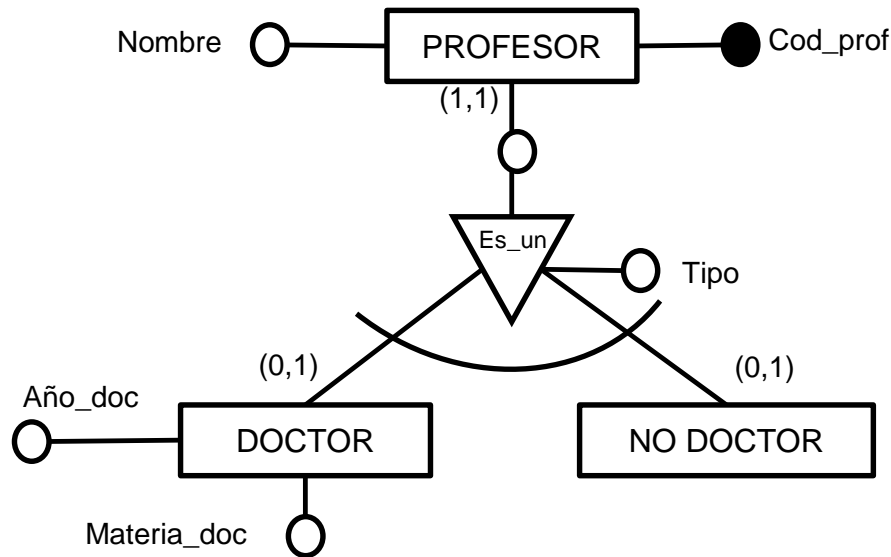 Nombre
PROFESOR
Cod_prof
(1,1)
Es_un
Tipo
(0,1)
(0,1)
Año_doc
DOCTOR
NO DOCTOR
Materia_doc